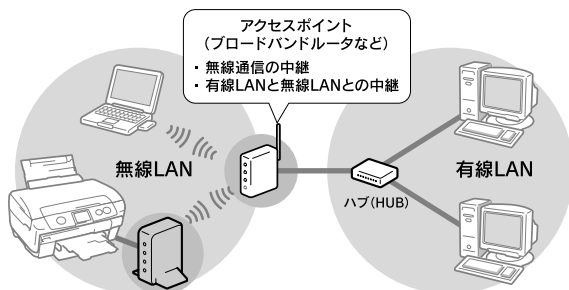 アクセスポイント
(ブロードバンドルータなど)
・ 無線通信の中継
・ 有線LANと無線LANとの中継
無線LAN
有線LAN
ハブ(HUB)